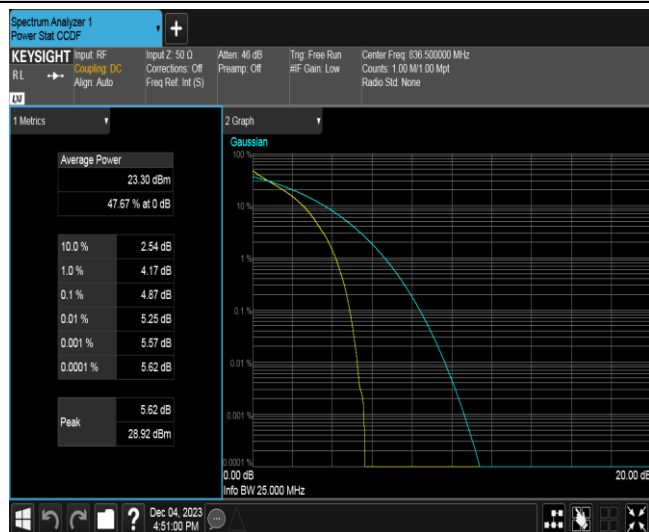 Spectrum Analyzer 1
Power Stat CCDF
+
KEYSIGHT
RL
LXI
Input: RF
Coupling: DC
Align: Auto
Input Z: 50 Ω
Corrections: Off
Freq Ref: Int (S)
Atten: 46 dB
Preamp: Off
Trig: Free Run
#IF Gain: Low
Center Freq: 836.500000 MHz
Counts: 1.00 M/1.00 Mpt
Radio Std: None
1 Metrics
Average Power
23.30 dBm
47.67 % at 0 dB
10.0 % 2.54 dB
1.0 % 4.17 dB
0.1 % 4.87 dB
0.01 % 5.25 dB
0.001 % 5.57 dB
0.0001 % 5.62 dB
Peak
5.62 dB
28.92 dBm
2 Graph
Gaussian
100 %
10 %
1 %
0.1 %
0.01 %
0.001 %
0.0001 %
0.00 dB
20.00 dB
Info BW 25.000 MHz
?
Dec 04, 2023
4:51:00 PM